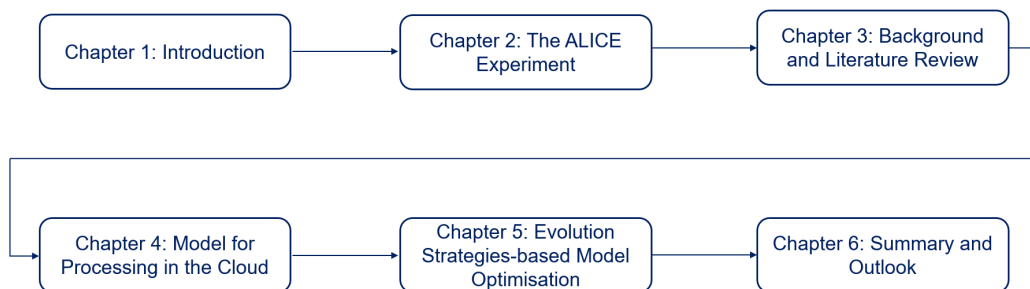 Chapter 1: Introduction
Chapter 2: The ALICE
Experiment
Chapter 3: Background
and Literature Review
Chapter 4: Model for
Processing in the Cloud
Chapter 5: Evolution
Strategies-based Model
Optimisation
Chapter 6: Summary and
Outlook